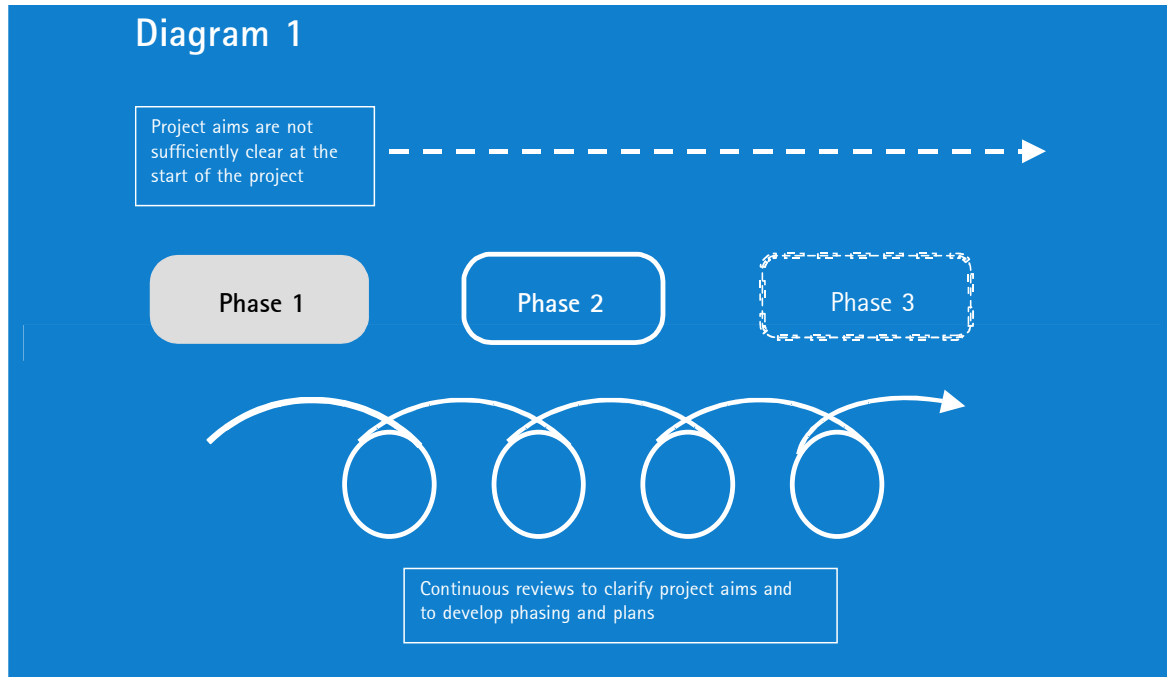 Diagram 1
Project aims are not
sufficiently clear at the
start of the project
Phase 1
Phase 2
Phase 3
Continuous reviews to clarify project aims and
to develop phasing and plans